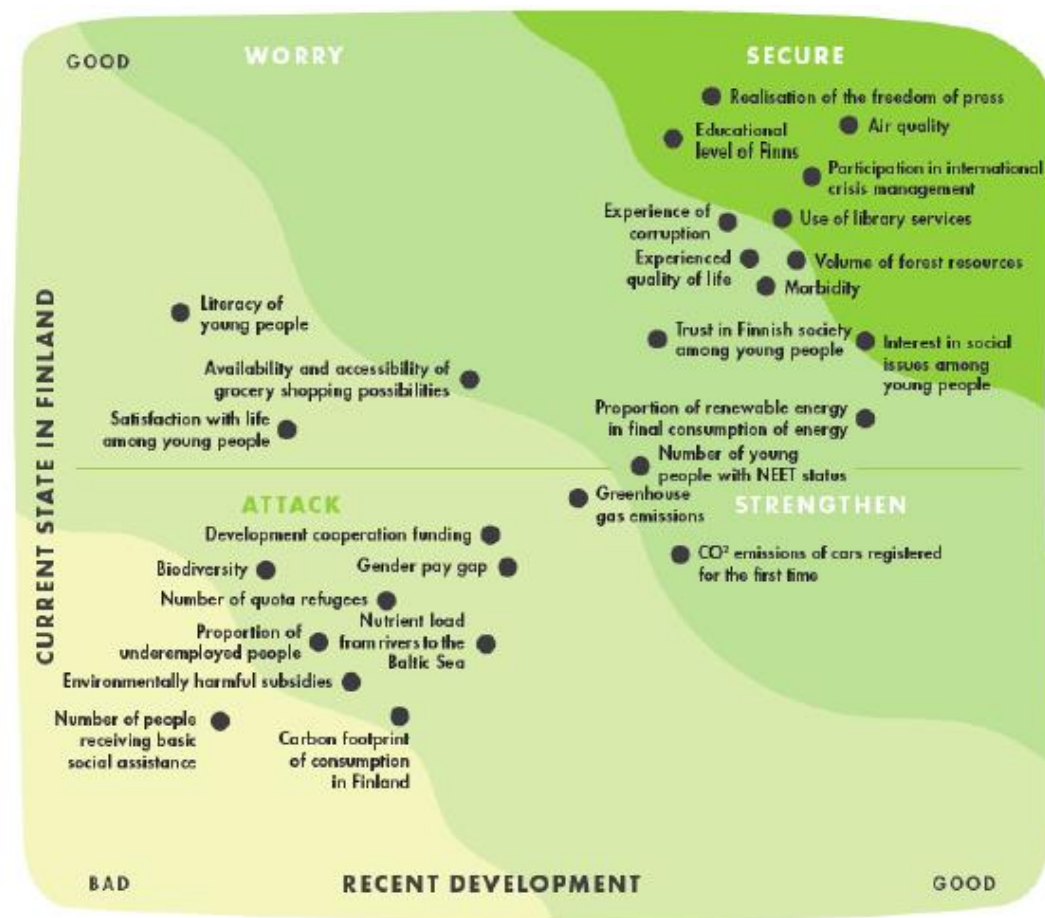 GOOD
WORRY
SECURE
Realisation of the freedom of press
Air quality
Educational
level of Finns
Participation in international
crisis management
Experience of
corruption
Use of library services
Experienced
quality of life
Volume of forest resources
Morbidity
Literacy of
young people
Trust in Finnish society
among young people
Interest in social
issues among
young people
Availability and accessibility of
grocery shopping possibilities
Satisfaction with life
among young people
Proportion of renewable energy
in final consumption of energy
Number of young
people with NEET status
CURRENT STATE IN FINLAND
ATTACK
Greenhouse
gas emissions
STRENGTHEN
Development cooperation funding
CO² emissions of cars registered
for the first time
Biodiversity
Gender pay gap
Number of quota refugees
Nutrient load
from rivers to the
Baltic Sea
Proportion of
underemployed people
Environmentally harmful subsidies
Number of people
receiving basic
social assistance
Carbon footprint
of consumption
in Finland
BAD
RECENT DEVELOPMENT
GOOD